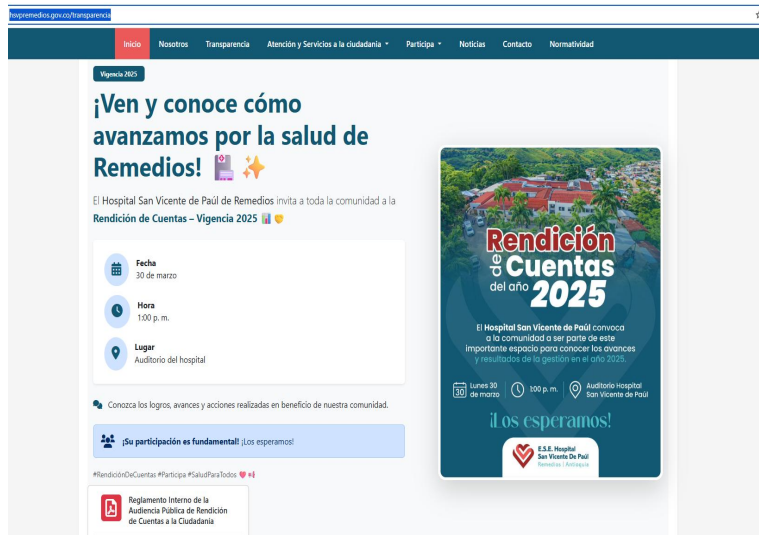 hsvpremedios.gov.co/transparencia
Inicio Nosotros Transparencia Atención y Servicios a la ciudadania Participa Noticias Contacto Normatividad
Vigencia 2025
¡Ven y conoce cómo
avanzamos por la salud de
Remedios!
El Hospital San Vicente de Paúl de Remedios invita a toda la comunidad a la
Rendición de Cuentas – Vigencia 2025
Fecha
30 de marzo
Hora
1:00 p. m.
Lugar
Auditorio del hospital
Conozca los logros, avances y acciones realizadas en beneficio de nuestra comunidad.
¡Su participación es fundamental! ¡Los esperamos!
#RendiciónDeCuentas #Participa #SaludParaTodos
Reglamento Interno de la
Audiencia Pública de Rendición
de Cuentas a la Ciudadanía
Rendición
de Cuentas
del año 2025
El Hospital San Vicente de Paúl convoca
a la comunidad a ser parte de este
importante espacio para conocer los avances
y resultados de la gestión en el año 2025.
30 Lunes 30
de marzo
1:00 p. m.
Auditorio Hospital
San Vicente de Paúl
¡Los esperamos!
E.S.E. Hospital
San Vicente De Paúl
Remedios | Antioquia